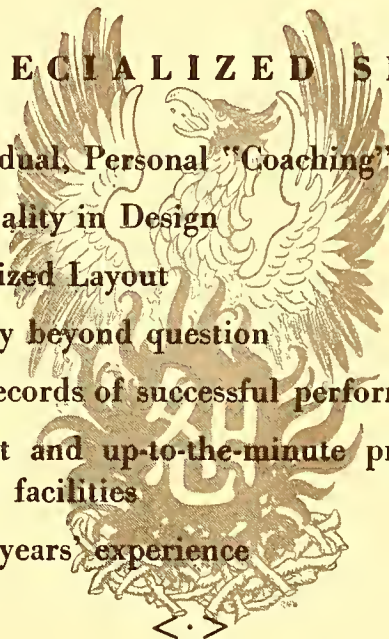 ECIALIZED S
dual, Personal "Coaching"
ality in Design
ized Layout
y beyond question
ecords of successful perfor
t and up-to-the-minute pr
facilities
years' experience